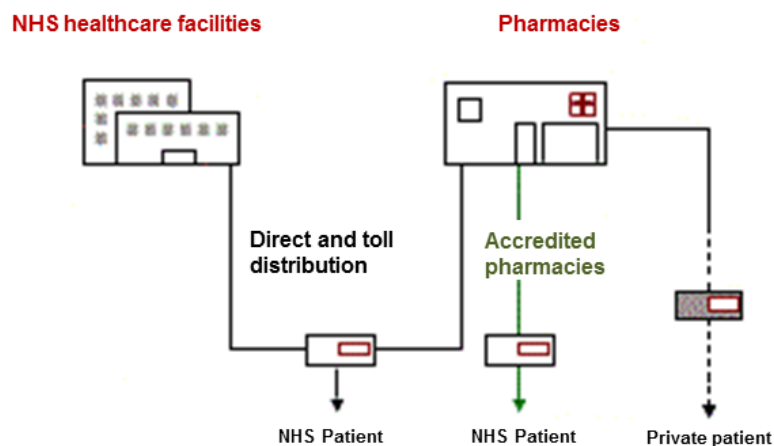 NHS healthcare facilities
Pharmacies
Direct and toll
distribution
Accredited
pharmacies
NHS Patient
NHS Patient
Private patient